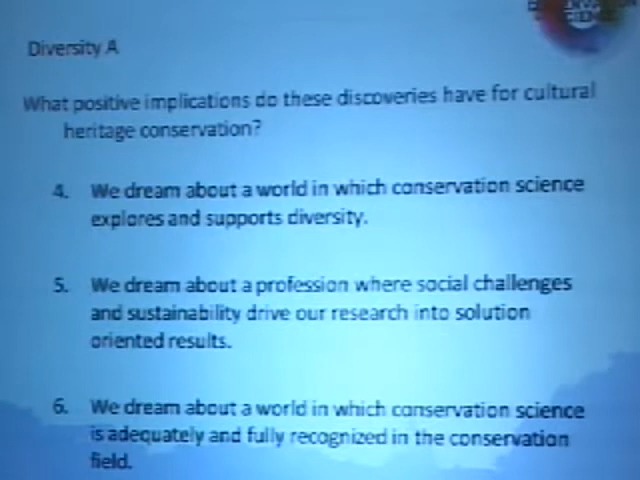 Diversity A
What positive implications do these discoveries have for cultural
heritage conservation?
4. We dream about a world in which conservation science
explores and supports diversity.
5. We dream about a profession where social challenges
and sustainability drive our research into solution
oriented results.
6. We dream about a world in which conservation science
is adequately and fully recognized in the conservation
field.